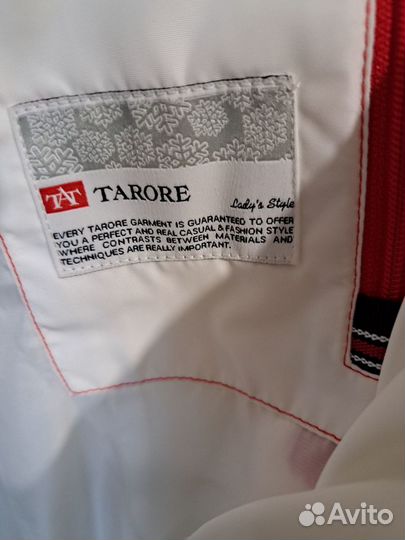 TAT TARORE Lady's Style
EVERY TARORE GARMENT IS GUARANTEED TO OFFER
YOU A PERFECT AND REAL CASUAL & FASHION STYLE
WHERE CONTRASTS BETWEEN MATERIALS AND
TECHNIQUES ARE REALLY IMPORTANT.
Avito